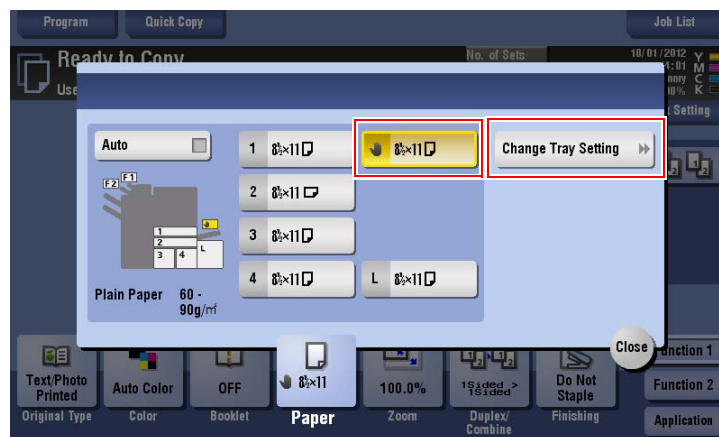 Program
Quick Copy
Job List
Ready to Copy
No. of Sets
10/01/2012
Y
M
C
K
Use
Setting
Auto
1 8½×11
8½×11
Change Tray Setting
F2 F1
2 8½×11
1
2
3 4 L
3 8½×11
4 8½×11
L 8½×11
Plain Paper 60 -
90g/㎡
Close
Function 1
Text/Photo
Printed
Auto Color
OFF
8½×11
100.0%
1Sided >
1Sided
Do Not
Staple
Function 2
Original Type
Color
Booklet
Paper
Zoom
Duplex/
Combine
Finishing
Application